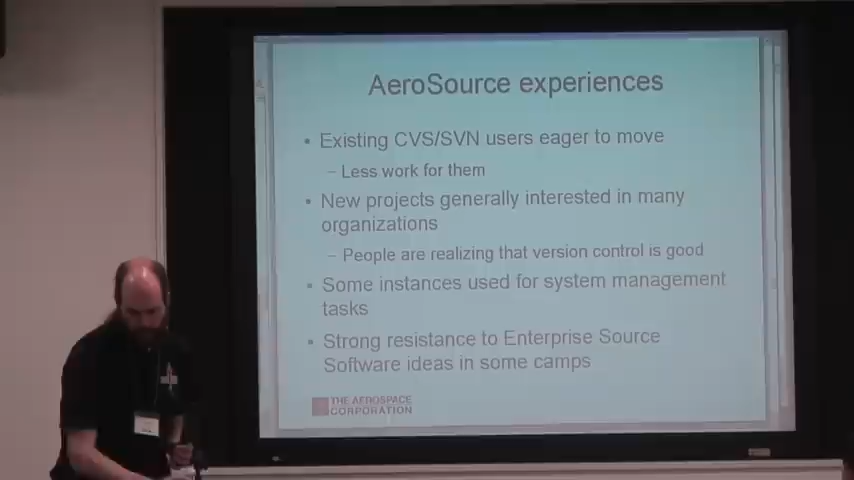 AeroSource experiences
• Existing CVS/SVN users eager to move
– Less work for them
• New projects generally interested in many
organizations
– People are realizing that version control is good
• Some instances used for system management
tasks
• Strong resistance to Enterprise Source
Software ideas in some camps
THE AEROSPACE
CORPORATION